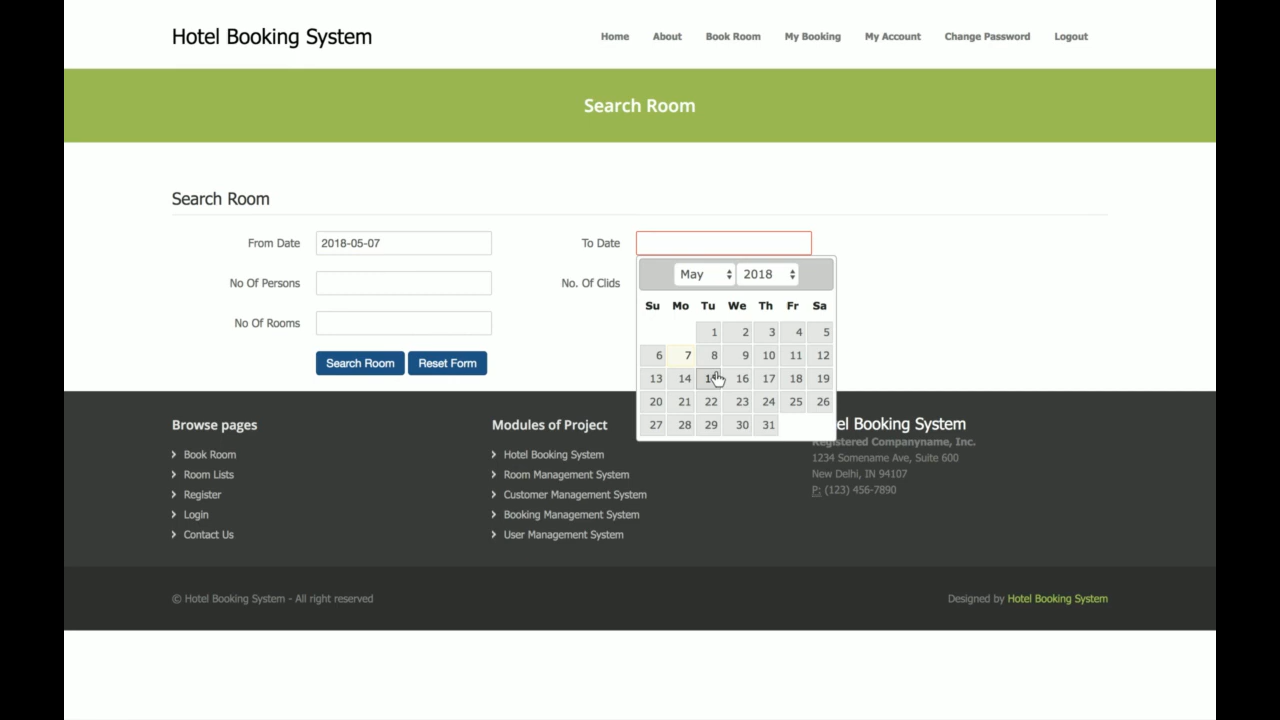 Hotel Booking System
Home About Book Room My Booking My Account Change Password Logout
Search Room
Search Room
From Date 2018-05-07 To Date
No Of Persons No. Of Clids
No Of Rooms
Search Room Reset Form
May 2018
Su Mo Tu We Th Fr Sa
1 2 3 4 5
6 7 8 9 10 11 12
13 14 16 17 18 19
20 21 22 23 24 25 26
27 28 29 30 31
Browse pages
Book Room
Room Lists
Register
Login
Contact Us
Modules of Project
Hotel Booking System
Room Management System
Customer Management System
Booking Management System
User Management System
Booking System
Registered Companyname, Inc.
1234 Somename Ave, Suite 600
New Delhi, IN 94107
P: (123) 456-7890
© Hotel Booking System - All right reserved
Designed by Hotel Booking System